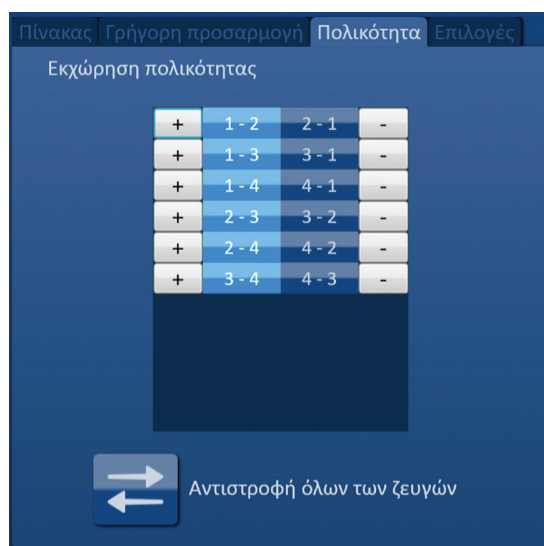 Πίνακας Γρήγορη προσαρμογή Πολικότητα Επιλογές
Εκχώρηση πολικότητας
+ 1 - 2 2 - 1 -
+ 1 - 3 3 - 1 -
+ 1 - 4 4 - 1 -
+ 2 - 3 3 - 2 -
+ 2 - 4 4 - 2 -
+ 3 - 4 4 - 3 -
Αντιστροφή όλων των ζευγών